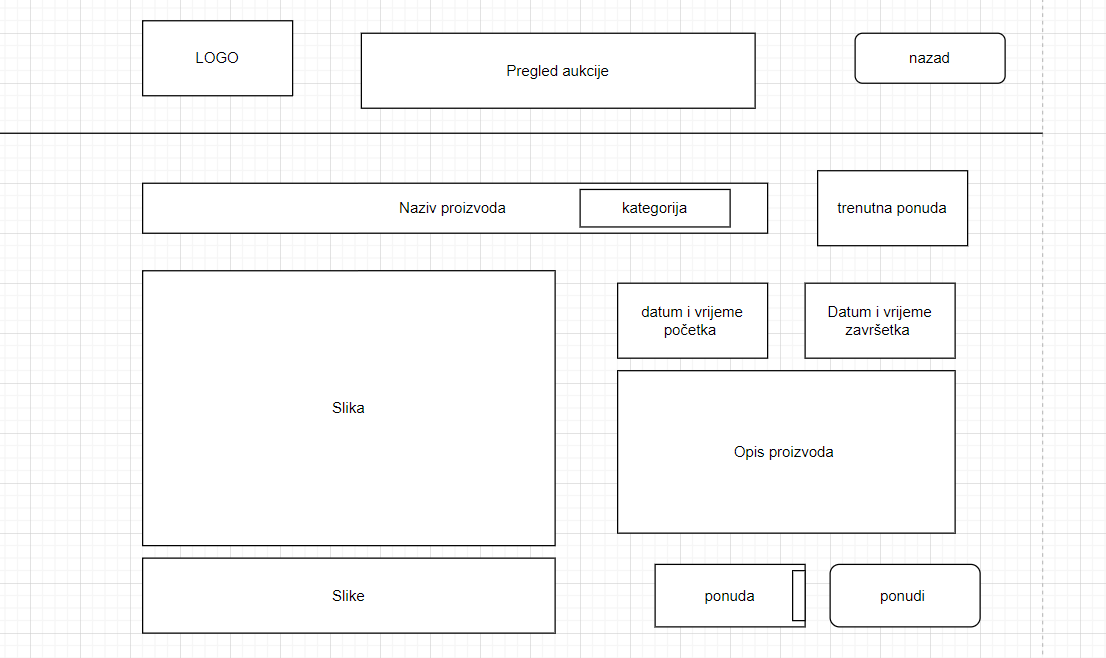 LOGO
Pregled aukcije
nazad
Naziv proizvoda
kategorija
trenutna ponuda
datum i vrijeme
početka
Datum i vrijeme
završetka
Slika
Opis proizvoda
Slike
ponuda
ponudi